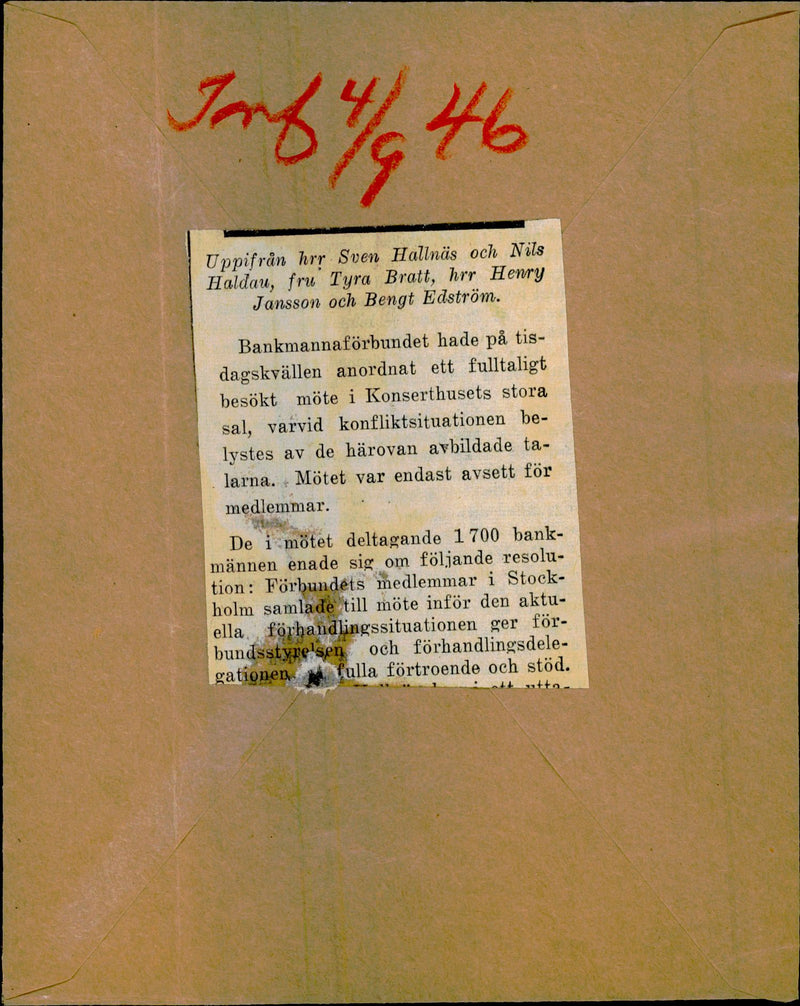 4/9 46
Uppifrån hrr Sven Hallnäs och Nils
Haldau, fru Tyra Bratt, hrr Henry
Jansson och Bengt Edström.
Bankmannaförbundet hade på tis-
dagskvällen anordnat ett fulltaligt
besökt möte i Konserthusets stora
sal, varvid konfliktsituationen be-
lystes av de härovan avbildade ta-
larna. Mötet var endast avsett för
medlemmar.
De i mötet deltagande 1 700 bank-
männen enade sig om följande resolu-
tion: Förbundets medlemmar i Stock-
holm samlade till möte inför den aktu-
ella förhandlingssituationen ger för-
bundsstyrelsen och förhandlingsdele-
gationen fulla förtroende och stöd.